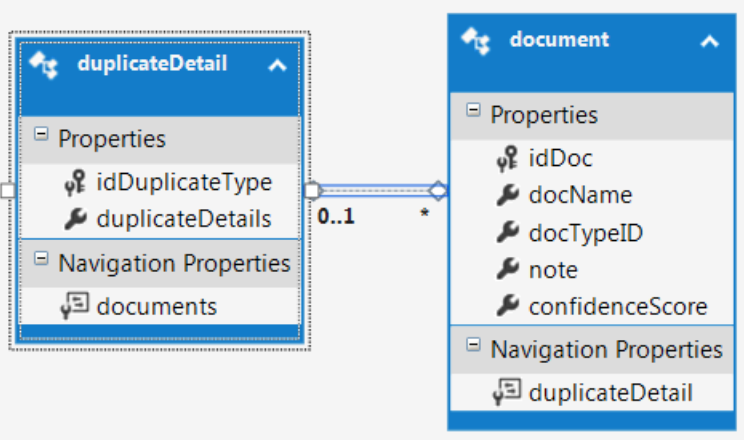 duplicateDetail
Properties
idDuplicateType
duplicateDetails
Navigation Properties
documents
0..1
*
document
Properties
idDoc
docName
docTypeID
note
confidenceScore
Navigation Properties
duplicateDetail